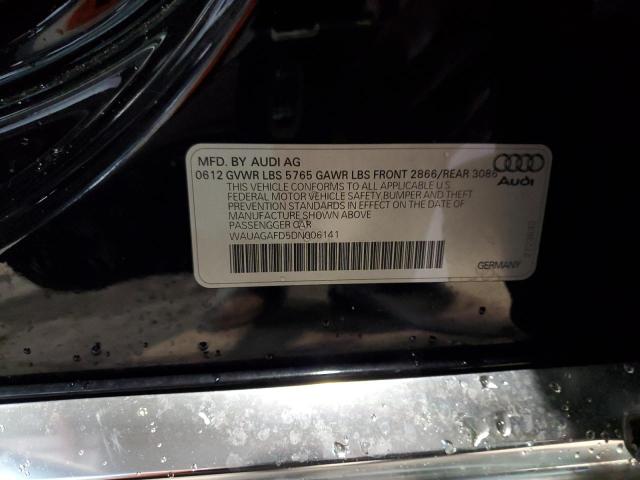 MFD. BY AUDI AG
0612 GVWR LBS 5765 GAWR LBS FRONT 2866/REAR 3086
Audi
THIS VEHICLE CONFORMS TO ALL APPLICABLE U.S
FEDERAL MOTOR VEHICLE SAFETY,BUMPER AND THEFT
PREVENTION STANDARDS IN EFFECT ON THE DATE OF
MANUFACTURE SHOWN ABOVE
PASSENGGER CAR
WAUAGAFD5DN006141
GERMANY